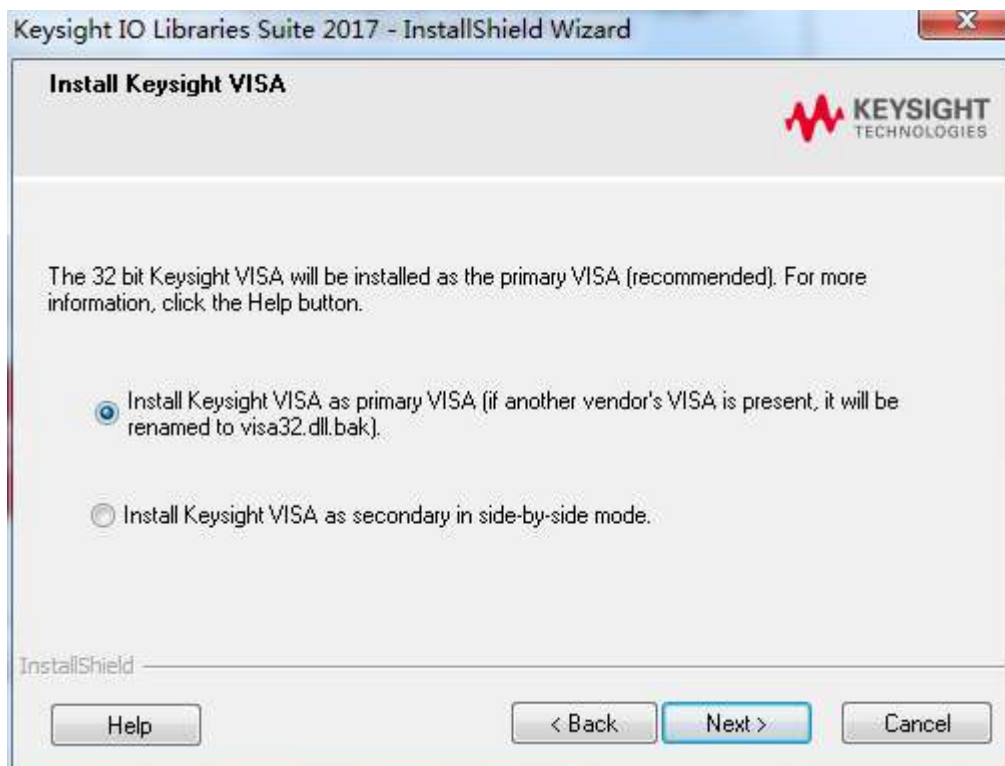 Keysight IO Libraries Suite 2017 - InstallShield Wizard
Install Keysight VISA
KEYSIGHT
TECHNOLOGIES
The 32 bit Keysight VISA will be installed as the primary VISA (recommended). For more
information, click the Help button.
Install Keysight VISA as primary VISA (if another vendor's VISA is present, it will be
renamed to visa32.dll.bak).
Install Keysight VISA as secondary in side-by-side mode.
InstallShield
Help
< Back
Next >
Cancel